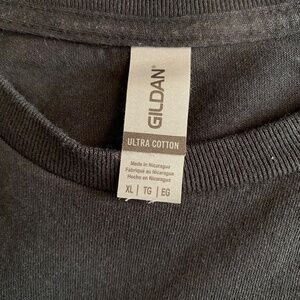 GILDAN®
ULTRA COTTON
Made in Nicaragua
Fabriqué au Nicaragua
Hecho en Nicaragua
XL | TG | EG